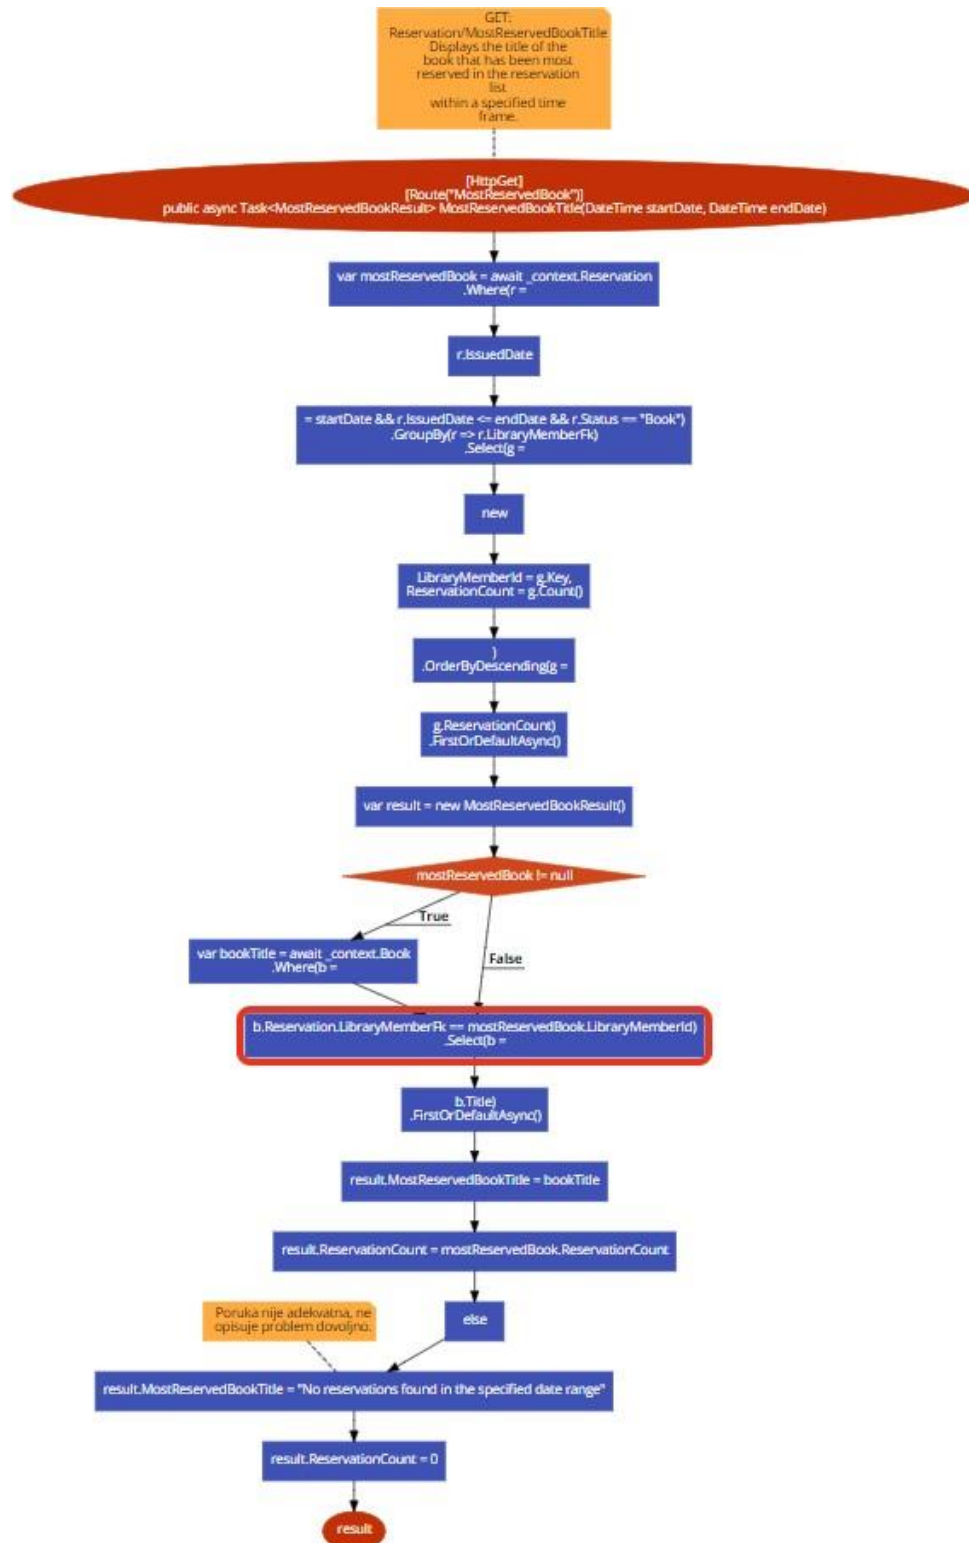 GET:
Reservation/MostReservedBookTitle
Displays the title of the
book that has been most
reserved in the reservation
list
within a specified time
frame.
[HttpGet]
[Route("MostReservedBook")]
public async Task<MostReservedBookResult> MostReservedBookTitle(DateTime startDate, DateTime endDate)
var mostReservedBook = await _context.Reservation
.Where(r =
r.IssuedDate
= startDate && r.IssuedDate <= endDate && r.Status == "Book")
.GroupBy(r => r.LibraryMemberFk)
.Select(g =
new
LibraryMemberId = g.Key,
ReservationCount = g.Count()
)
.OrderByDescending(g =
g.ReservationCount)
.FirstOrDefaultAsync()
var result = new MostReservedBookResult()
mostReservedBook != null
True
var bookTitle = await _context.Book
.Where(b =
False
b.Reservation.LibraryMemberFk == mostReservedBook.LibraryMemberId)
.Select(b =
b.Title)
.FirstOrDefaultAsync()
result.MostReservedBookTitle = bookTitle
result.ReservationCount = mostReservedBook.ReservationCount
else
Poruka nije adekvatna, ne
opisuje problem dovoljno.
result.MostReservedBookTitle = "No reservations found in the specified date range"
result.ReservationCount = 0
result